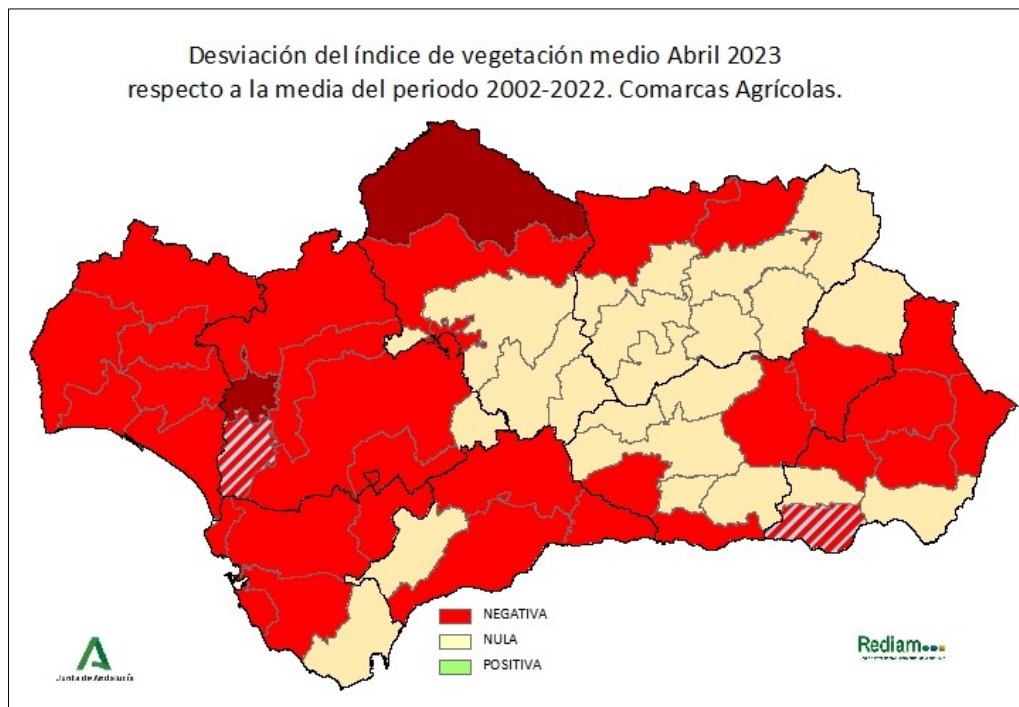 Desviación del índice de vegetación medio Abril 2023
respecto a la media del periodo 2002-2022. Comarcas Agrícolas.
NEGATIVA
NULA
POSITIVA
Junta de Andalucía
Rediam